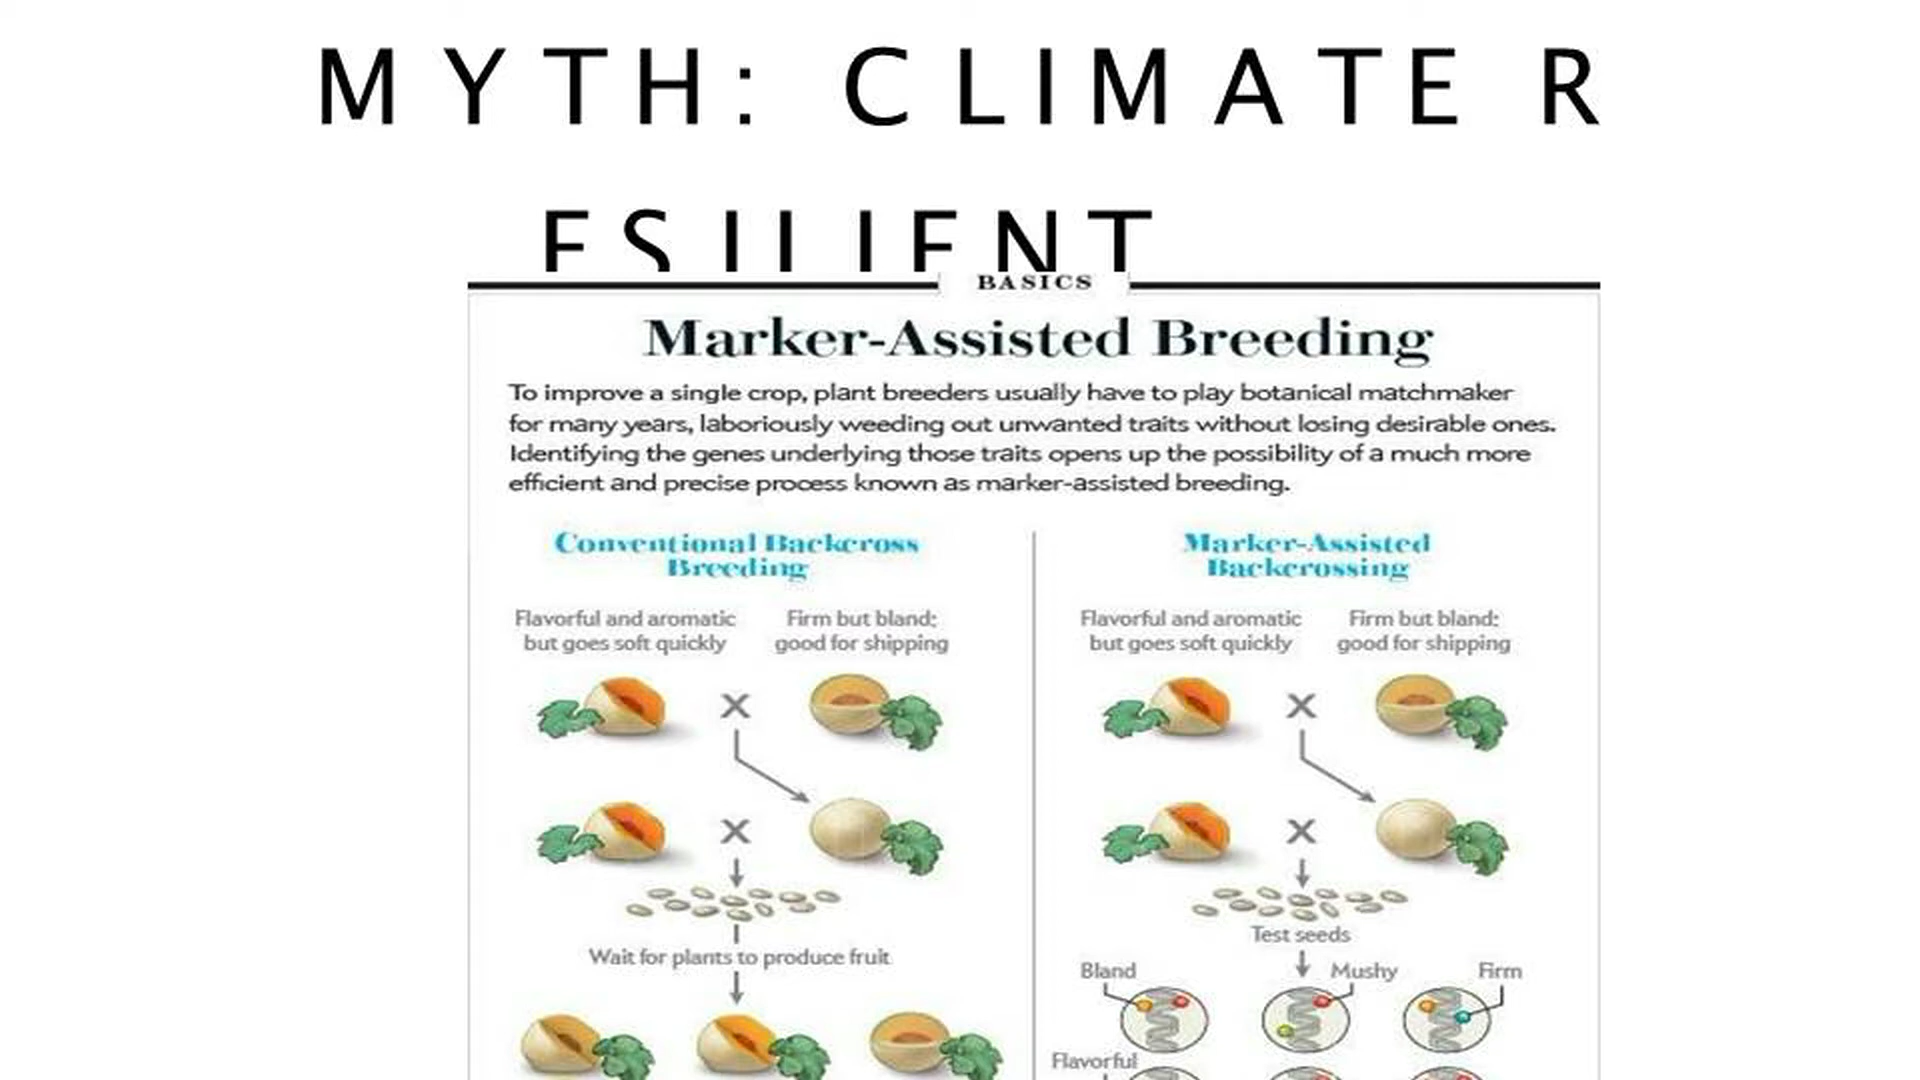 MYTH: CLIMATE R
ESILIENT
BASICS
Marker-Assisted Breeding
To improve a single crop, plant breeders usually have to play botanical matchmaker
for many years, laboriously weeding out unwanted traits without losing desirable ones.
Identifying the genes underlying those traits opens up the possibility of a much more
efficient and precise process known as marker-assisted breeding.
Conventional Backcross
Breeding
Flavorful and aromatic
but goes soft quickly
Firm but bland;
good for shipping
X
X
Wait for plants to produce fruit
Marker-Assisted
Backcrossing
Flavorful and aromatic
but goes soft quickly
Firm but bland;
good for shipping
X
X
Test seeds
Bland
Mushy
Firm
Flavorful